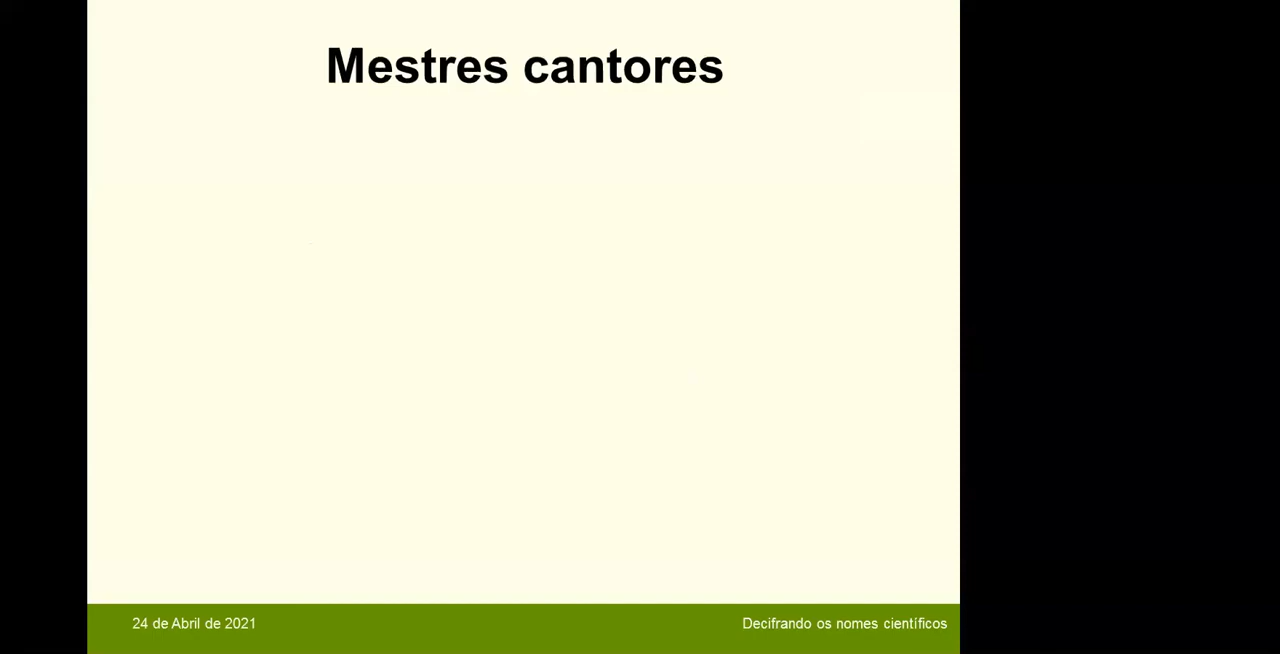 Mestres cantores
24 de Abril de 2021
Decifrando os nomes científicos